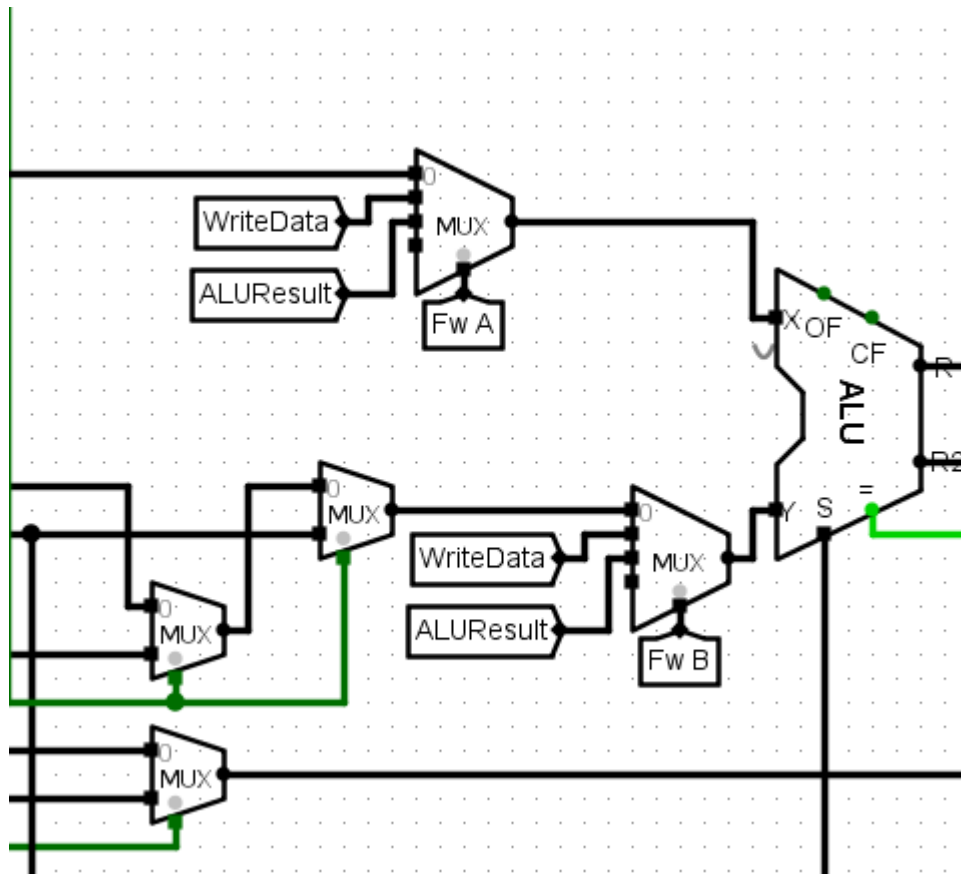 0
WriteData
MUX
ALUResult
Fw A
X
OF
CF
R
ALU
R2
0
MUX
=
S
Y
0
WriteData
MUX
ALUResult
Fw B
0
MUX
0
MUX